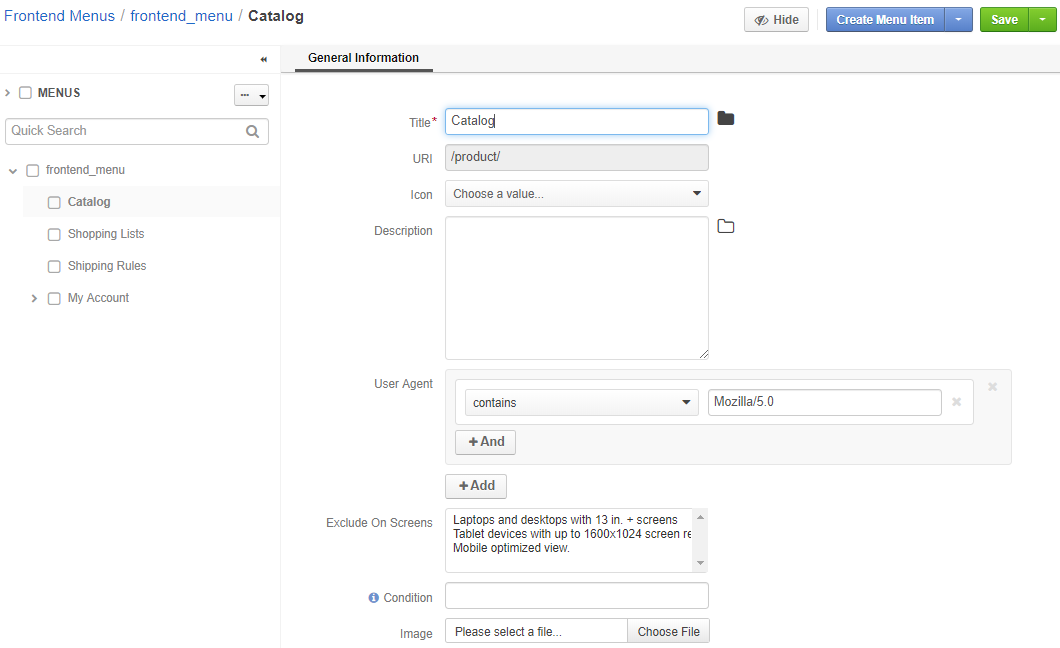 Frontend Menus / frontend_menu / Catalog
Hide
Create Menu Item
Save
General Information
MENUS
Quick Search
frontend_menu
Catalog
Shopping Lists
Shipping Rules
My Account
Title*
Catalog
URI
/product/
Icon
Choose a value...
Description
User Agent
contains
Mozilla/5.0
+ And
+ Add
Exclude On Screens
Laptops and desktops with 13 in. + screens
Tablet devices with up to 1600x1024 screen re
Mobile optimized view.
Condition
Image
Please select a file...
Choose File